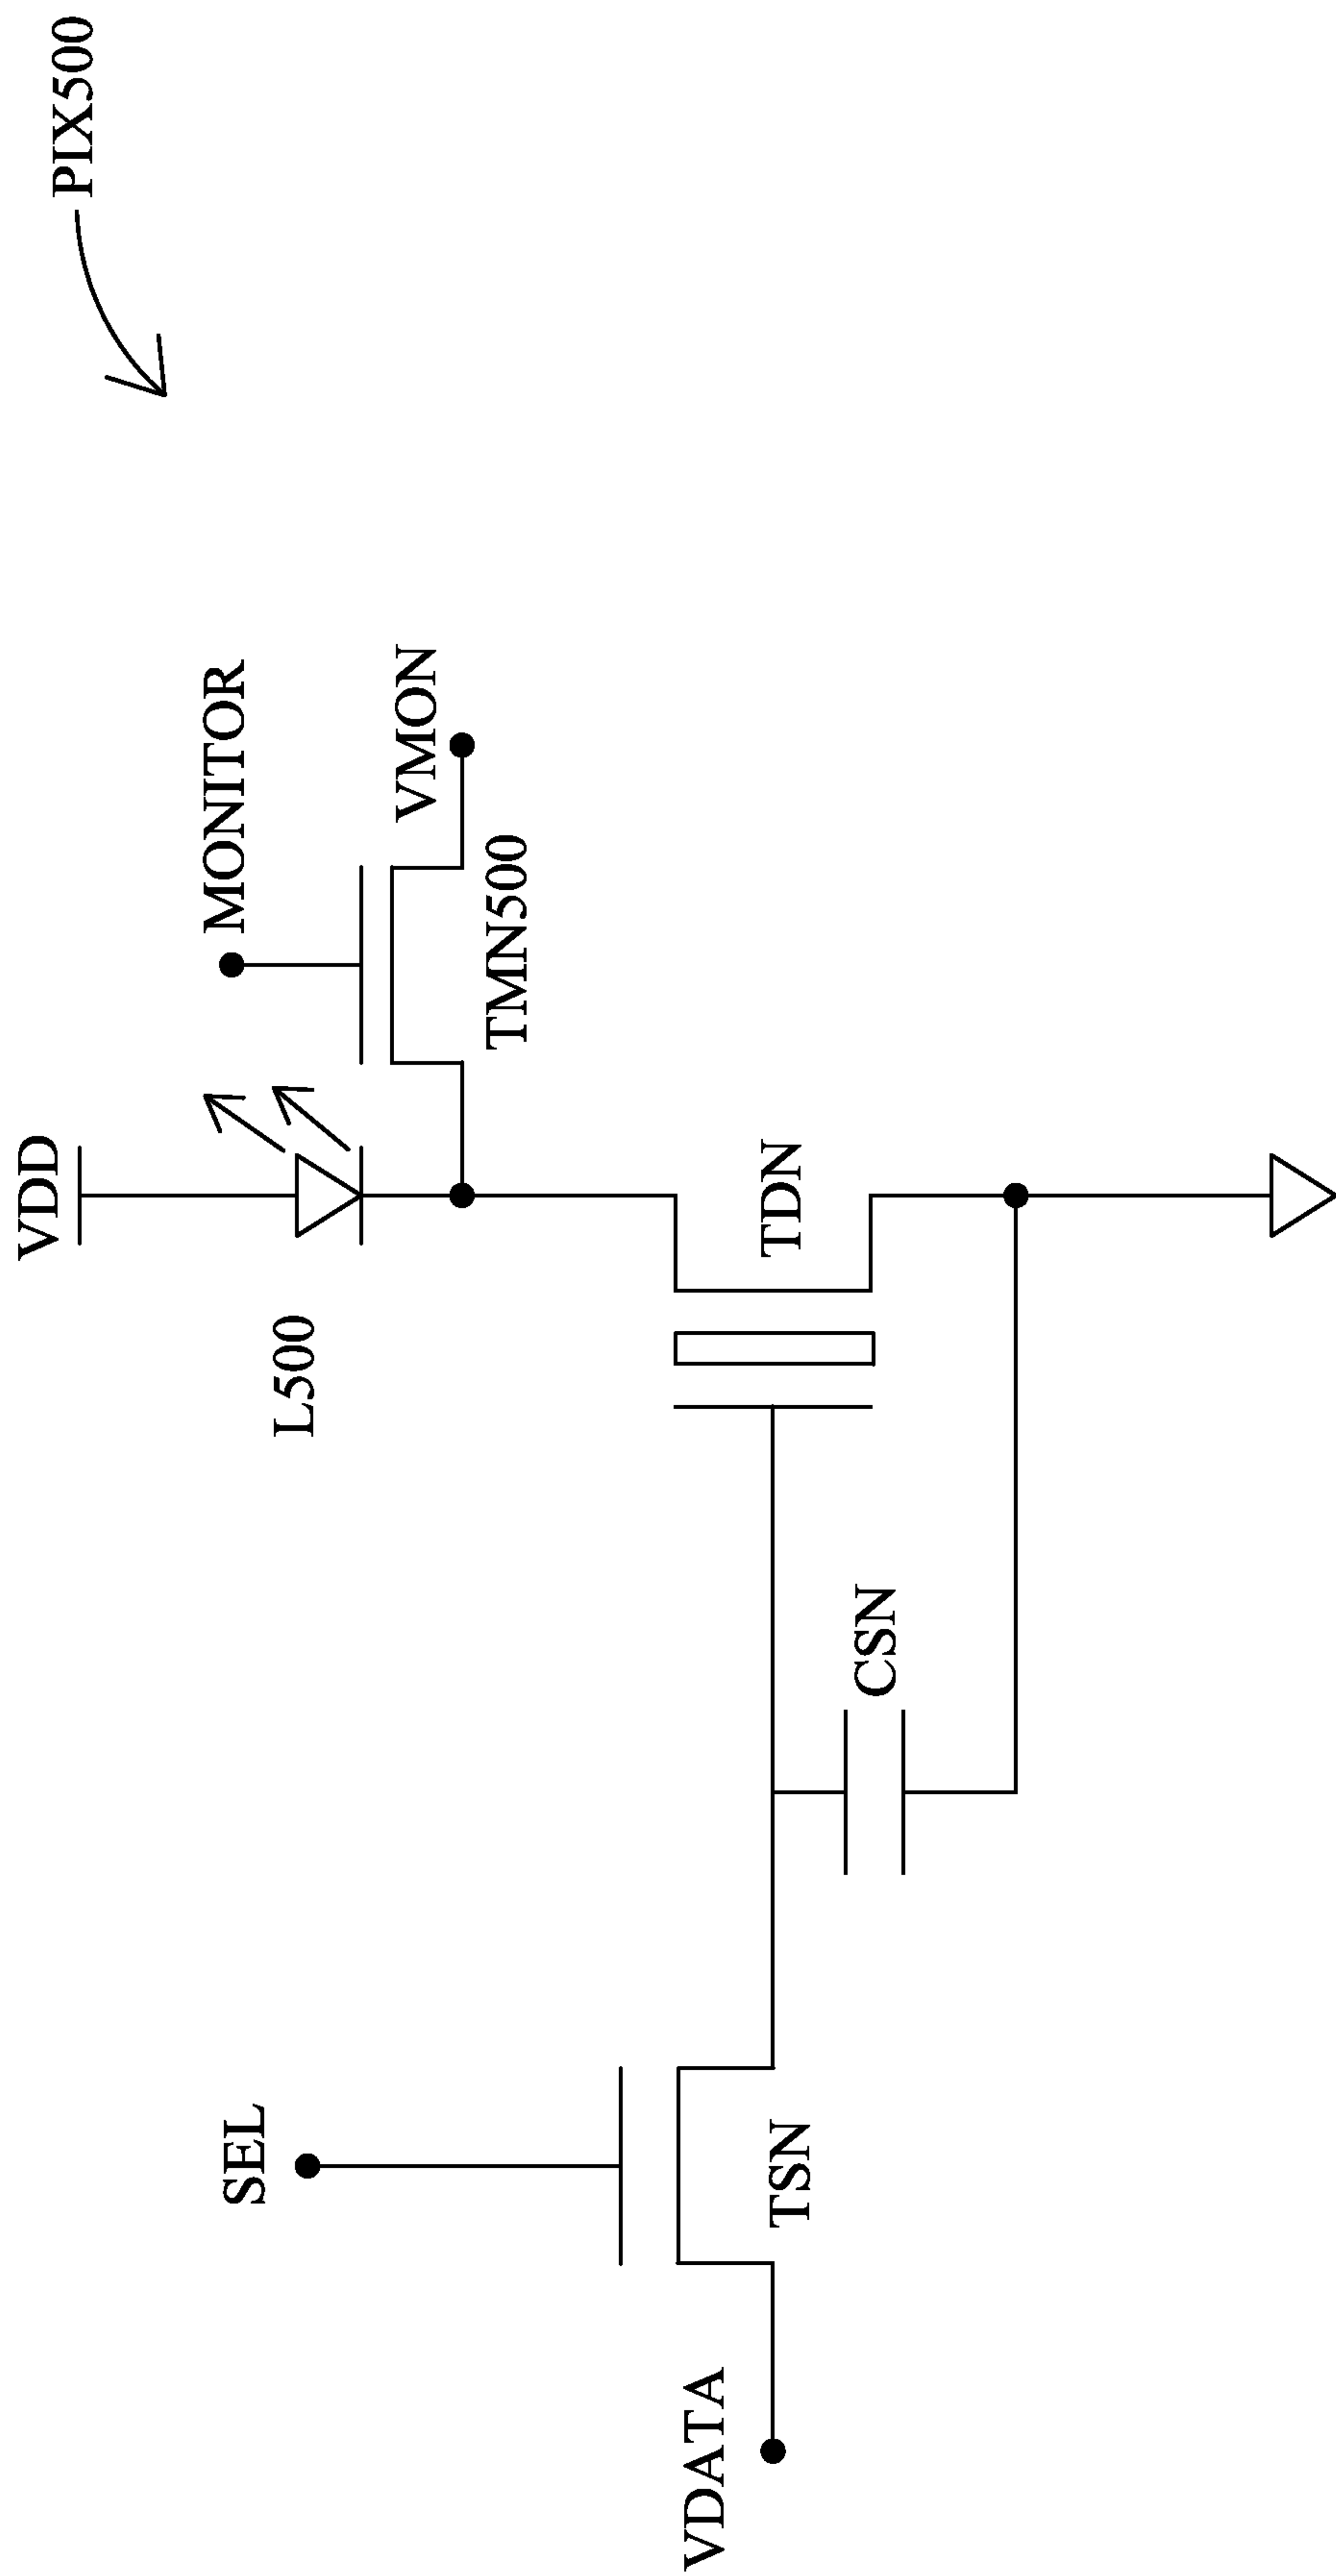 PIX500
VDD
MONITOR
VMON
L500
TMN500
SEL
TDN
CSN
VDATA
TSN